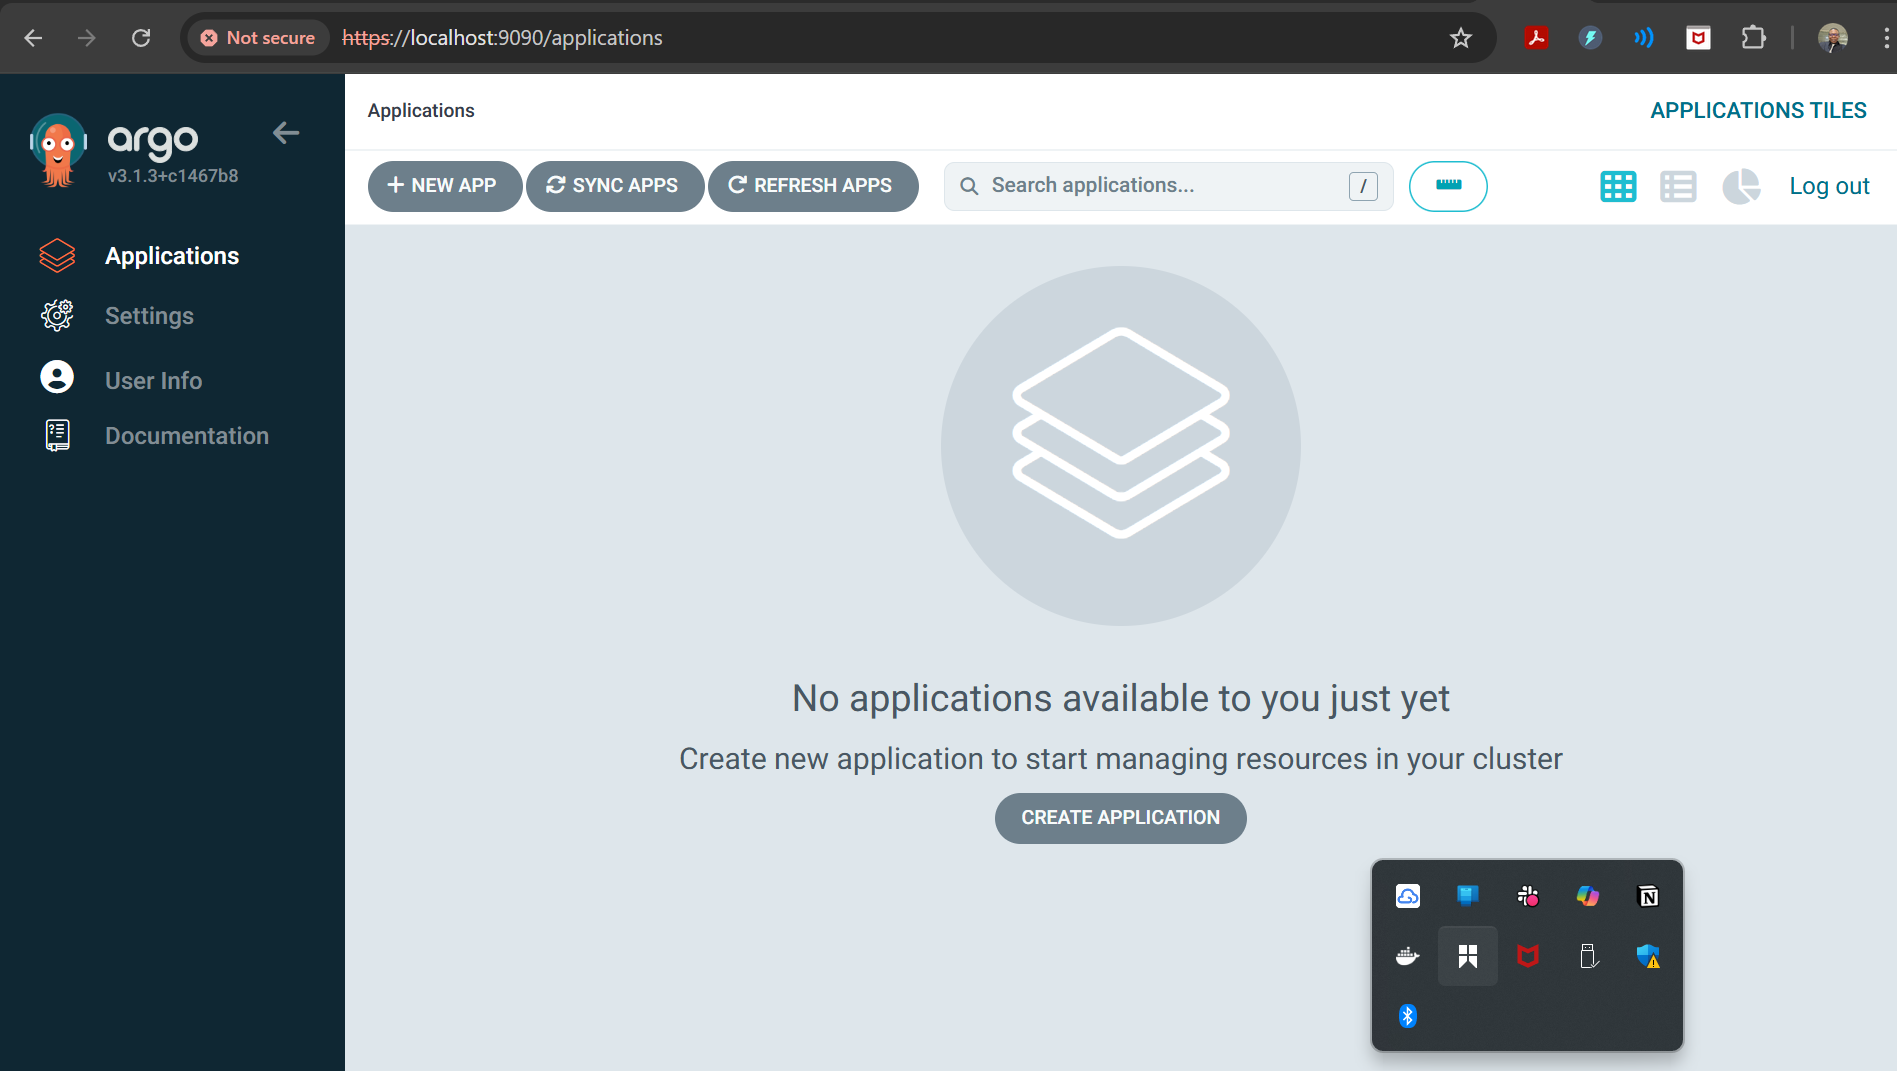 Not secure https://localhost:9090/applications
argo
v3.1.3+c1467b8
Applications
Settings
User Info
Documentation
Applications
APPLICATIONS TILES
NEW APP
SYNC APPS
REFRESH APPS
Search applications...
/
Log out
No applications available to you just yet
Create new application to start managing resources in your cluster
CREATE APPLICATION
N